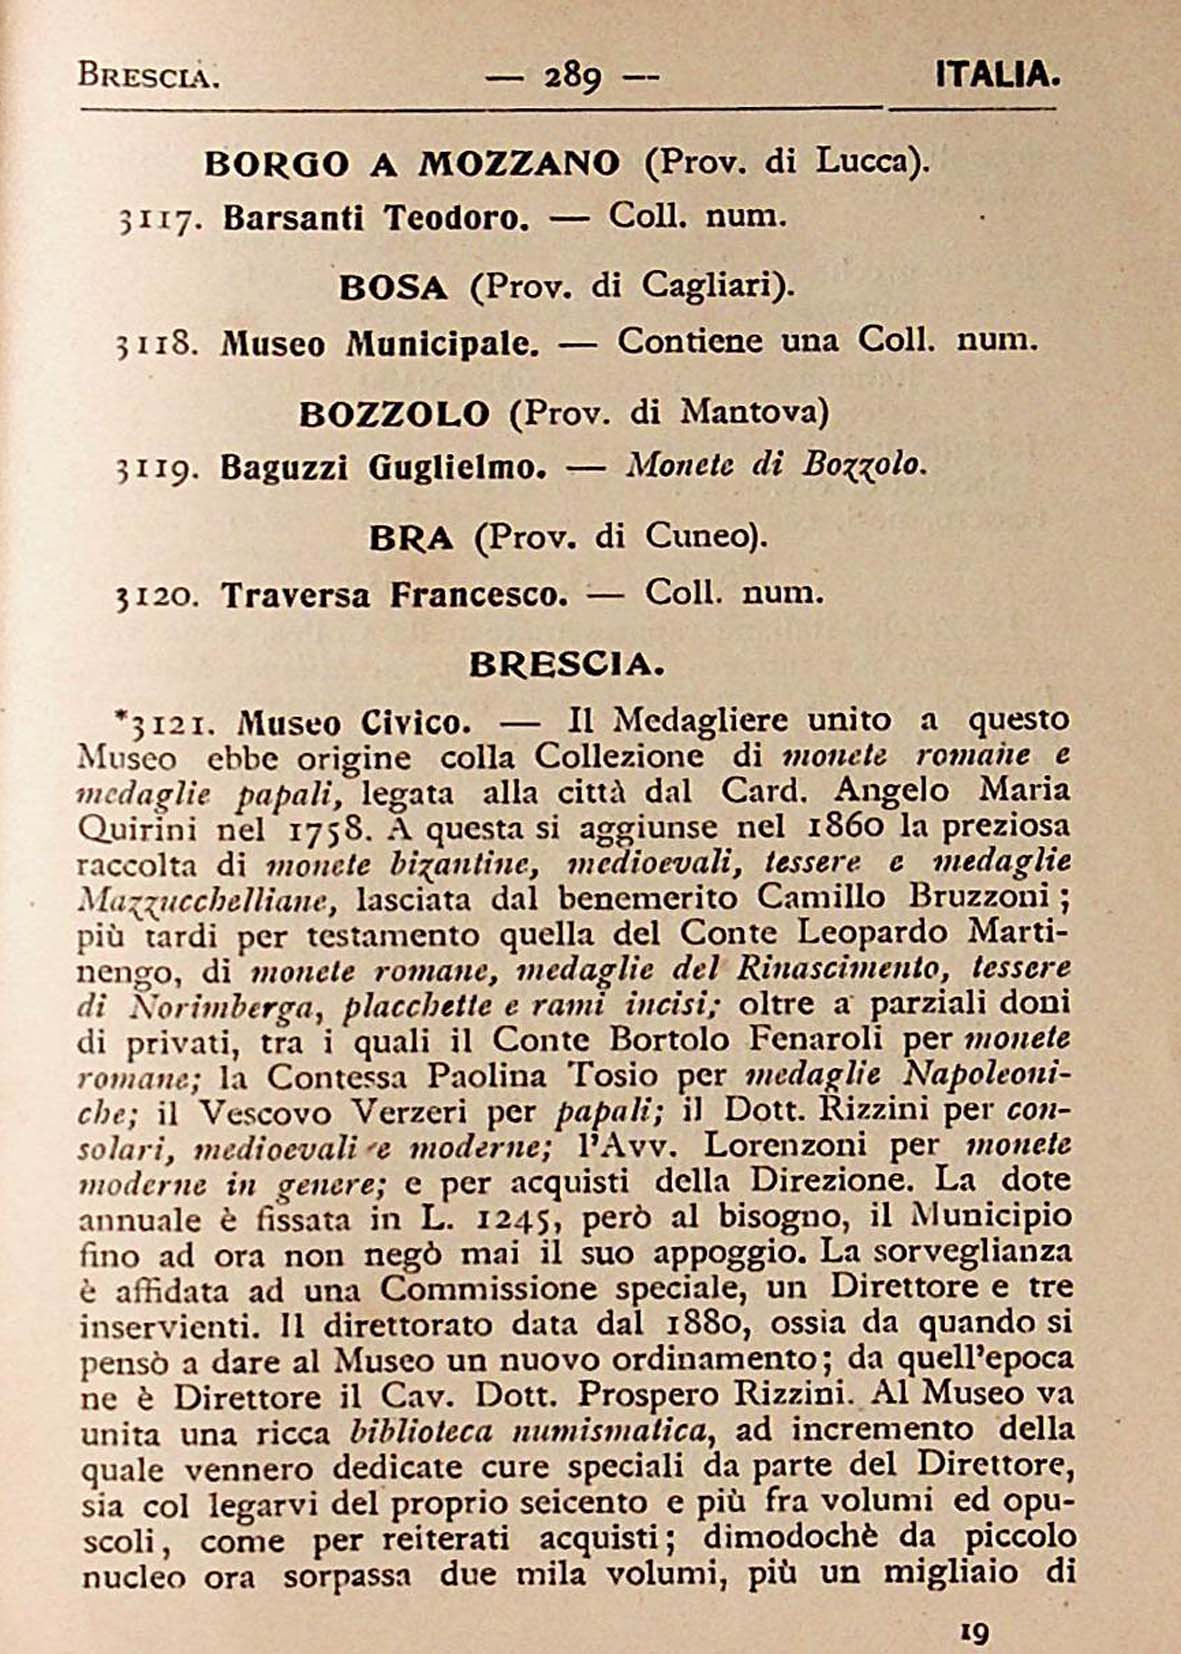 BRESCIA. — 289 — ITALIA.
BORGO A MOZZANO (Prov. di Lucca).
3117. Barsanti Teodoro. — Coll. num.
BOSA (Prov. di Cagliari).
3118. Museo Municipale. — Contiene una Coll. num.
BOZZOLO (Prov. di Mantova)
3119. Baguzzi Guglielmo. — Monete di Bozzolo.
BRA (Prov. di Cuneo).
3120. Traversa Francesco. — Coll. num.
BRESCIA.
*3121. Museo Civico. — Il Medagliere unito a questo
Museo ebbe origine colla Collezione di monete romane e
medaglie papali, legata alla città dal Card. Angelo Maria
Quirini nel 1758. A questa si aggiunse nel 1860 la preziosa
raccolta di monete bizantine, medioevali, tessere e medaglie
Mazzucchelliane, lasciata dal benemerito Camillo Bruzzoni;
più tardi per testamento quella del Conte Leopardo Marti-
nengo, di monete romane, medaglie del Rinascimento, tessere
di Norimberga, placchette e rami incisi; oltre a parziali doni
di privati, tra i quali il Conte Bortolo Fenaroli per monete
romane; la Contessa Paolina Tosio per medaglie Napoleoni-
che; il Vescovo Verzeri per papali; il Dott. Rizzini per con-
solari, medioevali e moderne; l'Avv. Lorenzoni per monete
moderne in genere; e per acquisti della Direzione. La dote
annuale è fissata in L. 1245, però al bisogno, il Municipio
fino ad ora non negò mai il suo appoggio. La sorveglianza
è affidata ad una Commissione speciale, un Direttore e tre
inservienti. Il direttorato data dal 1880, ossia da quando si
pensò a dare al Museo un nuovo ordinamento; da quell'epoca
ne è Direttore il Cav. Dott. Prospero Rizzini. Al Museo va
unita una ricca biblioteca numismatica, ad incremento della
quale vennero dedicate cure speciali da parte del Direttore,
sia col legarvi del proprio seicento e più fra volumi ed opu-
scoli, come per reiterati acquisti; dimodochè da piccolo
nucleo ora sorpassa due mila volumi, più un migliaio di
19